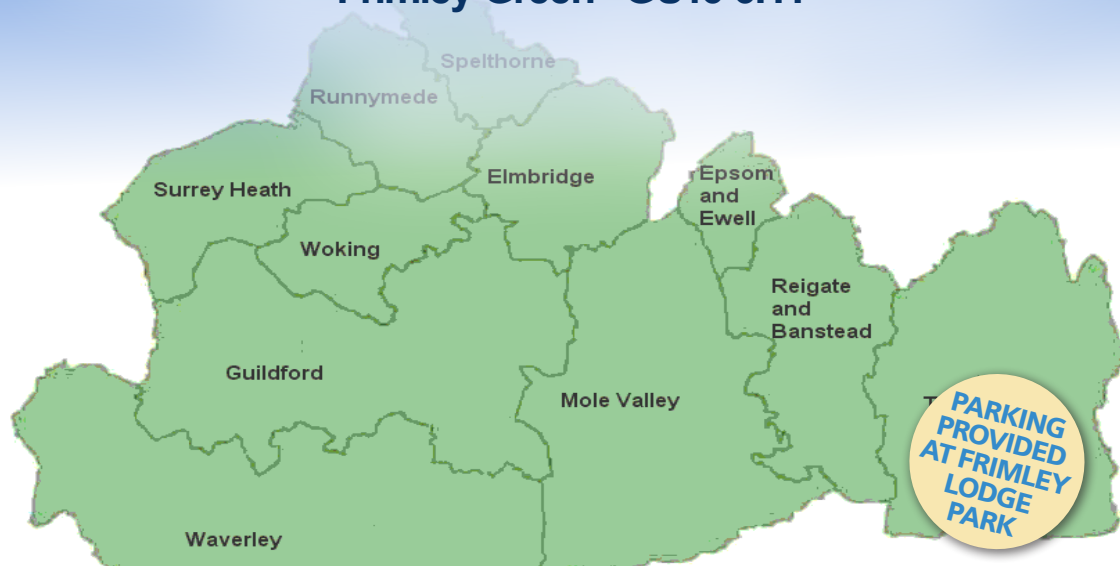 Spelthorne
Runnymede
Surrey Heath
Elmbridge
Epsom
and
Ewell
Woking
Reigate
and
Banstead
Guildford
Mole Valley
PARKING
PROVIDED
AT FRIMLEY
LODGE
PARK
Waverley